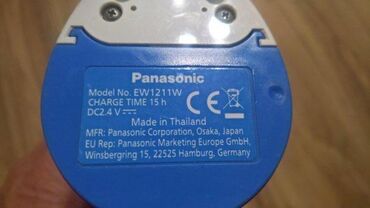 Panasonic
Model No. EW1211W
CHARGE TIME 15 h
DC2.4 V
CE
Made in Thailand
MFR: Panasonic Corporation, Osaka, Japan
EU Rep: Panasonic Marketing Europe GmbH,
Winsbergring 15, 22525 Hamburg, Germany